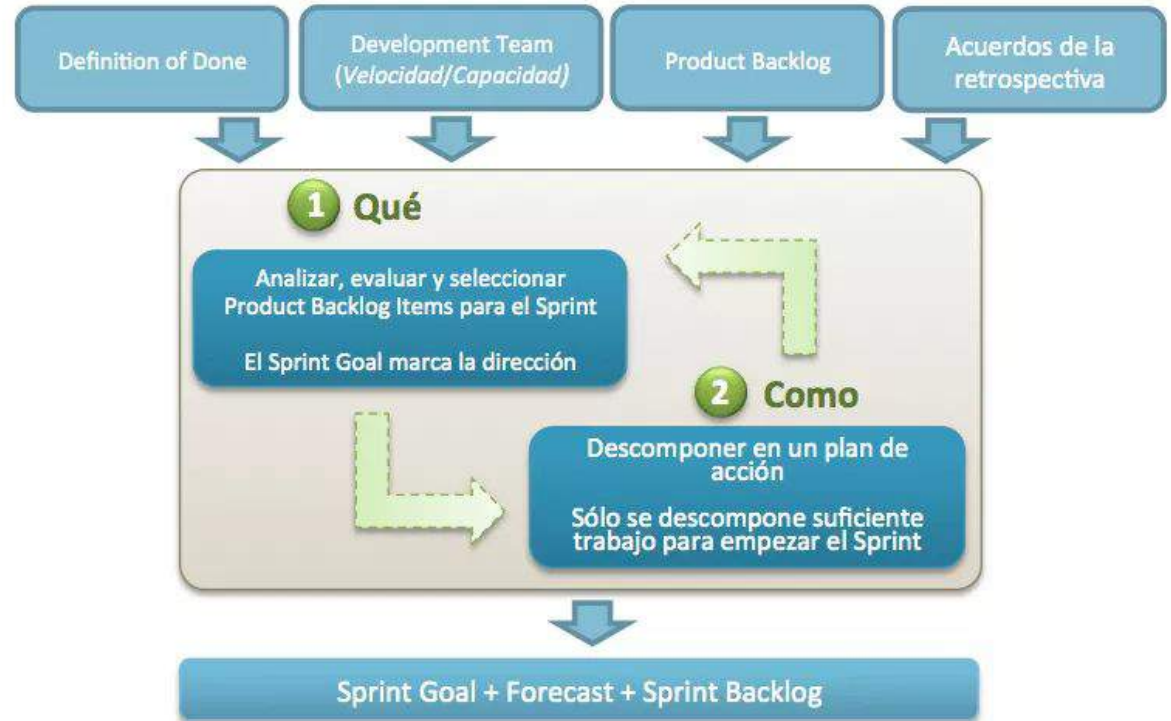 Definition of Done
Development Team
(Velocidad/Capacidad)
Product Backlog
Acuerdos de la
retrospectiva
1 Qué
Analizar, evaluar y seleccionar
Product Backlog Items para el Sprint
El Sprint Goal marca la dirección
2 Como
Descomponer en un plan de
acción
Sólo se descompone suficiente
trabajo para empezar el Sprint
Sprint Goal + Forecast + Sprint Backlog